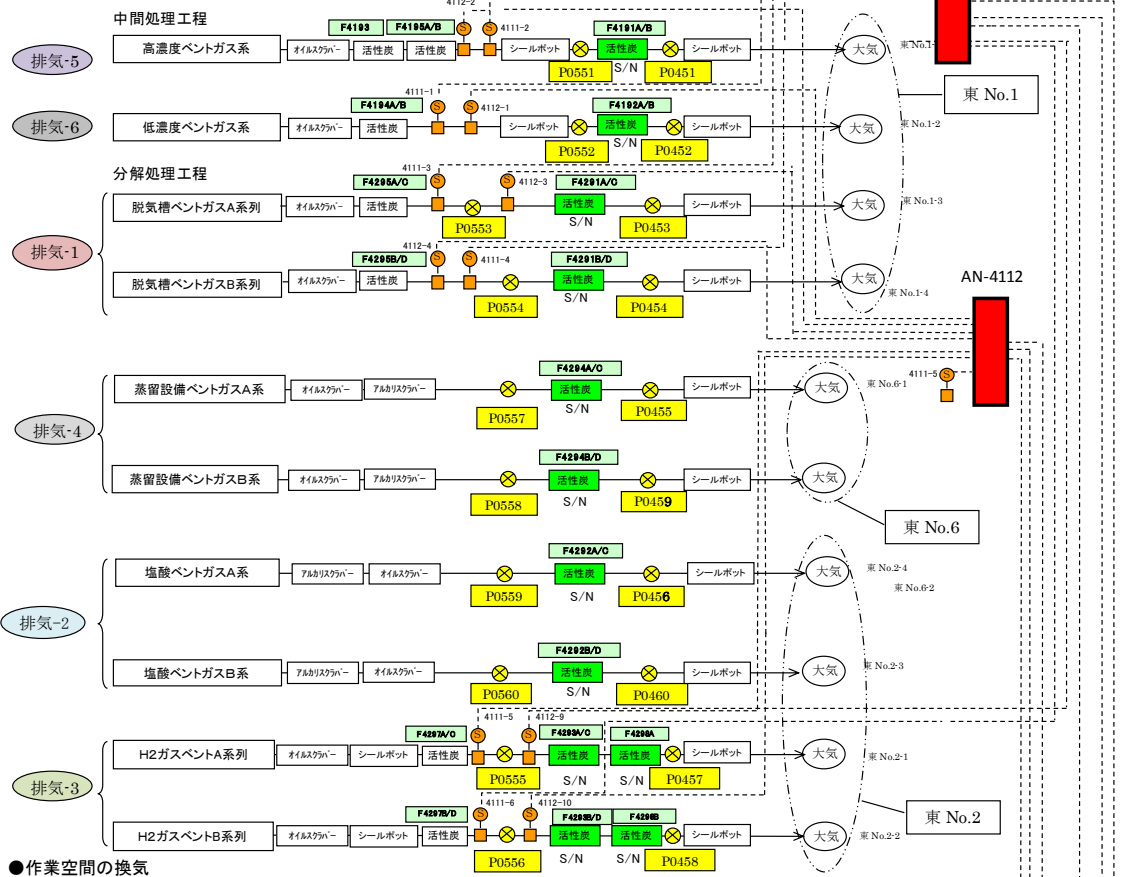 4112-2
中間処理工程
F4193
F4195A/B
S
S
4111-2
F4191A/B
排気-5
高濃度ベントガス系
オイルスクラバー
活性炭
活性炭
シールポット
活性炭
シールポット
大気
東 No.1-
P0551
S/N
P0451
東 No.1
4111-1
F4194A/B
S
S
4112-1
F4192A/B
排気-6
低濃度ベントガス系
オイルスクラバー
活性炭
シールポット
活性炭
シールポット
大気
東 No.1-2
P0552
S/N
P0452
分解処理工程
4111-3
F4295A/C
S
S
4112-3
F4291A/C
脱気槽ベントガスA系列
オイルスクラバー
活性炭
活性炭
シールポット
大気
東 No.1-3
P0553
S/N
P0453
排気-1
4112-4
F4295B/D
S
S
4111-4
F4291B/D
脱気槽ベントガスB系列
オイルスクラバー
活性炭
活性炭
シールポット
大気
東 No.1-4
P0554
S/N
P0454
AN-4112
F4294A/C
4111-5
S
蒸留設備ベントガスA系
オイルスクラバー
アルカリスクラバー
活性炭
シールポット
大気
東 No.6-1
P0557
S/N
P0455
排気-4
F4294B/D
蒸留設備ベントガスB系
オイルスクラバー
アルカリスクラバー
活性炭
シールポット
大気
P0558
S/N
P0459
東 No.6
F4292A/C
塩酸ベントガスA系
アルカリスクラバー
オイルスクラバー
活性炭
シールポット
大気
東 No.2-4
東 No.6-2
P0559
S/N
P0456
排気-2
F4292B/D
塩酸ベントガスB系
アルカリスクラバー
オイルスクラバー
活性炭
シールポット
大気
東 No.2-3
P0560
S/N
P0460
4111-5
4112-9
F4297A/C
S
S
F4293A/C
F4298A
H2ガスベントA系列
オイルスクラバー
シールポット
活性炭
活性炭
活性炭
シールポット
大気
東 No.2-1
P0555
S/N
S/N
P0457
排気-3
4111-6
4112-10
F4297B/D
S
S
F4293B/D
F4298B
東 No.2
H2ガスベントB系列
オイルスクラバー
シールポット
活性炭
活性炭
活性炭
シールポット
大気
東 No.2-2
P0556
S/N
S/N
P0458
●作業空間の換気